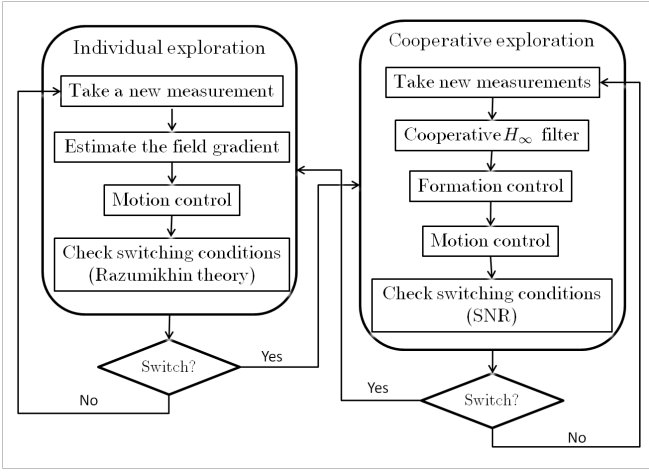 Individual exploration
Take a new measurement
Estimate the field gradient
Motion control
Check switching conditions
(Razumikhin theory)
Switch?
Yes
No
Cooperative exploration
Take new measurements
Cooperative H∞ filter
Formation control
Motion control
Check switching conditions
(SNR)
Switch?
Yes
No